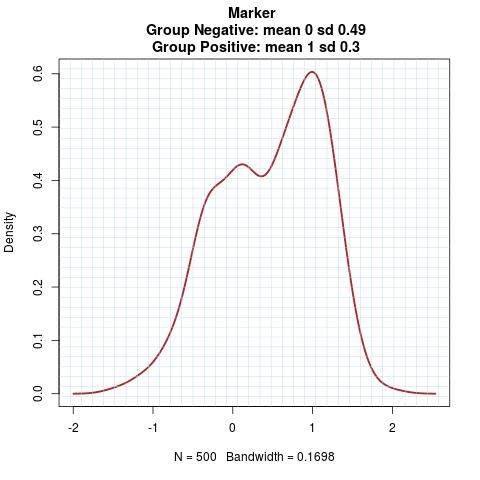 Marker
Group Negative: mean 0 sd 0.49
Group Positive: mean 1 sd 0.3
0.6
0.5
0.4
0.3
0.2
0.1
0.0
Density
-2 -1 0 1 2
N = 500 Bandwidth = 0.1698